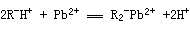 2R⁻H⁺ + Pb²⁺ ═ R₂⁻Pb²⁺ +2H⁺